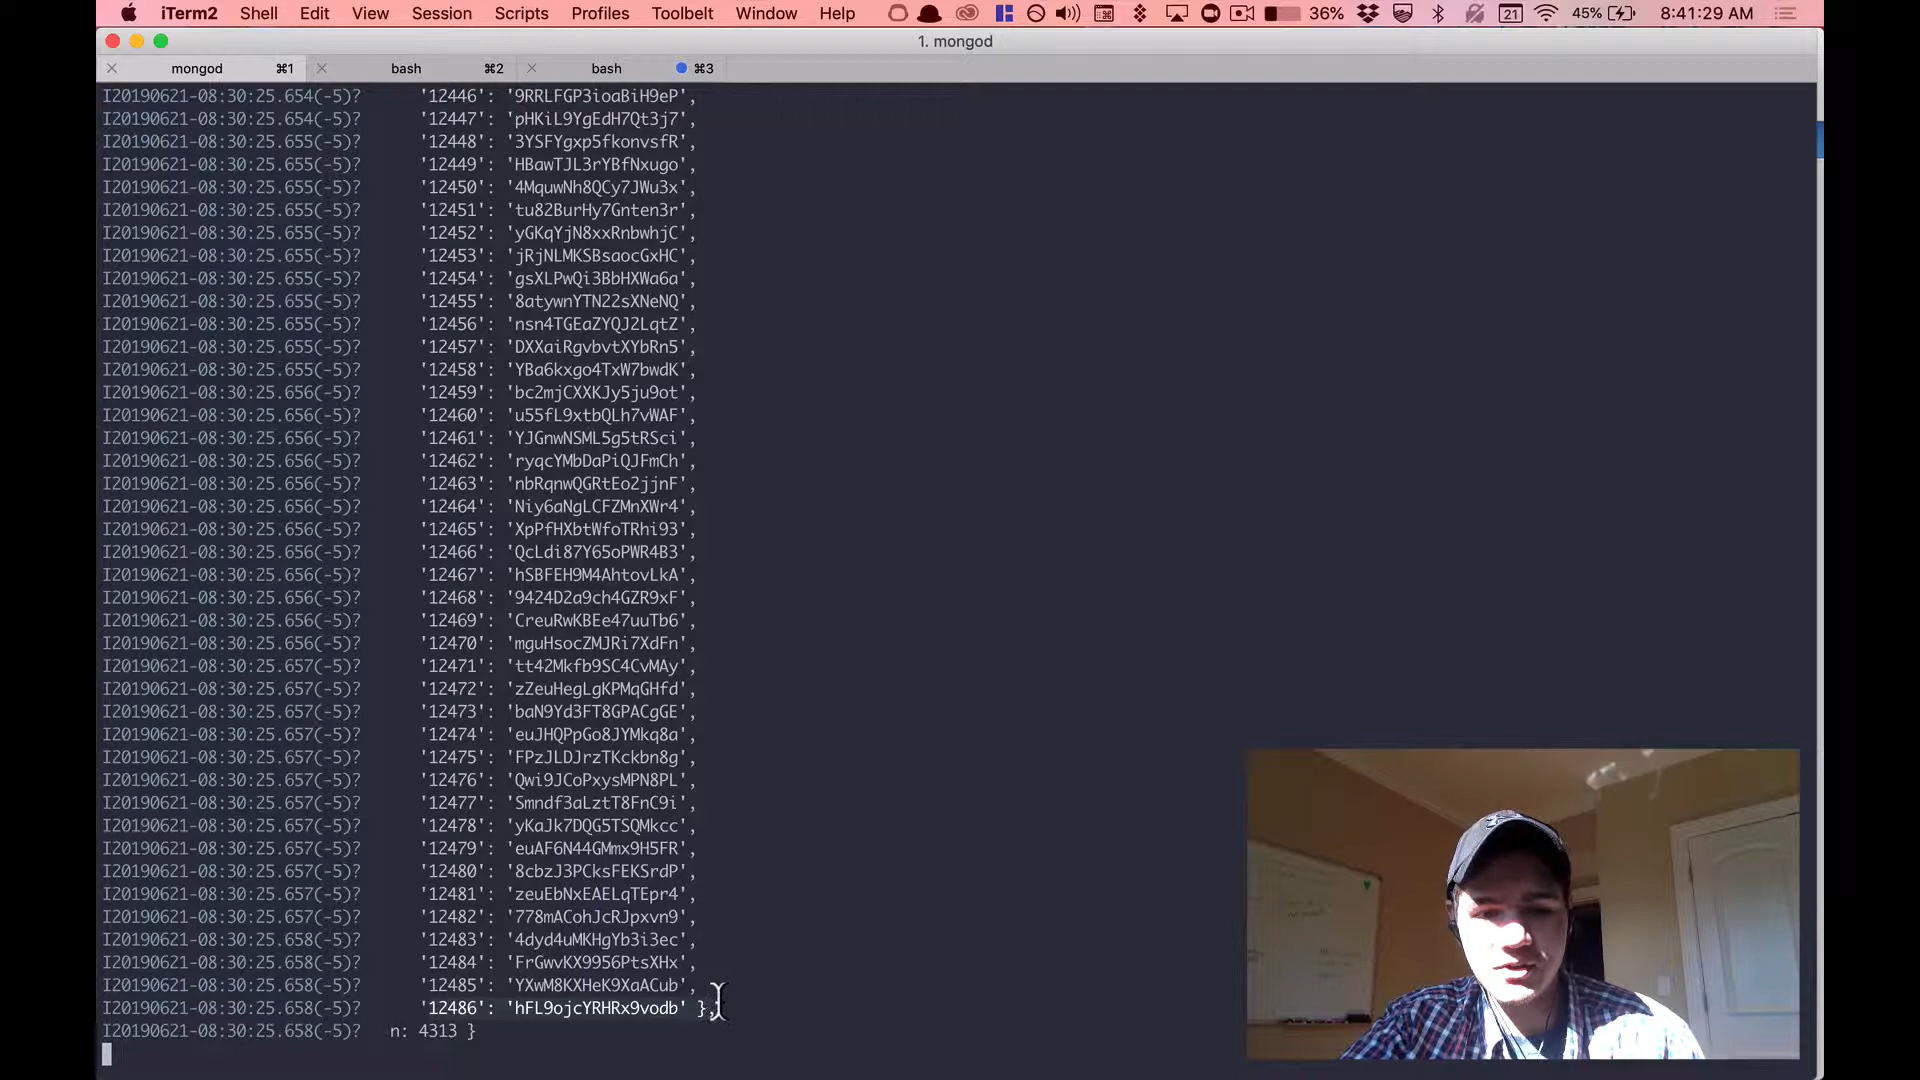 iTerm2 Shell Edit View Session Scripts Profiles Toolbelt Window Help 36% 21 45% 8:41:29 AM
1. mongod
mongod ⌘1 bash ⌘2 bash ⌘3
I20190621-08:30:25.654(-5)? '12446': '9RRLFGP3ioaBiH9eP',
I20190621-08:30:25.654(-5)? '12447': 'pHKiL9YgEdH7Qt3j7',
I20190621-08:30:25.655(-5)? '12448': '3YSFYgxp5fkonvsfR',
I20190621-08:30:25.655(-5)? '12449': 'HBawTJL3rYBfNxugo',
I20190621-08:30:25.655(-5)? '12450': '4MquwNh8QCy7JWu3x',
I20190621-08:30:25.655(-5)? '12451': 'tu82BurHy7Gnten3r',
I20190621-08:30:25.655(-5)? '12452': 'yGKqYjN8xxRnbwhjC',
I20190621-08:30:25.655(-5)? '12453': 'jRjNLMKSBsaocGxHC',
I20190621-08:30:25.655(-5)? '12454': 'gsXLPwQi3BbHXWa6a',
I20190621-08:30:25.655(-5)? '12455': '8atywnYTN22sXNeNQ',
I20190621-08:30:25.655(-5)? '12456': 'nsn4TGEaZYQJ2LqtZ',
I20190621-08:30:25.655(-5)? '12457': 'DXXaiRgvbvtXYbRn5',
I20190621-08:30:25.655(-5)? '12458': 'YBa6kxgo4TxW7bwdK',
I20190621-08:30:25.656(-5)? '12459': 'bc2mjCXXKJy5ju9ot',
I20190621-08:30:25.656(-5)? '12460': 'u55fL9xtbQLh7vWAF',
I20190621-08:30:25.656(-5)? '12461': 'YJGnwNSML5g5tRSci',
I20190621-08:30:25.656(-5)? '12462': 'ryqcYMbDaPiQJFmCh',
I20190621-08:30:25.656(-5)? '12463': 'nbRqnwQGRtEo2jjnF',
I20190621-08:30:25.656(-5)? '12464': 'Niy6aNgLCFZMnXWr4',
I20190621-08:30:25.656(-5)? '12465': 'XpPfHXbtWfoTRhi93',
I20190621-08:30:25.656(-5)? '12466': 'QcLdi87Y65oPWR4B3',
I20190621-08:30:25.656(-5)? '12467': 'hSBFEH9M4AhtovLkA',
I20190621-08:30:25.656(-5)? '12468': '9424D2a9ch4GZR9xF',
I20190621-08:30:25.656(-5)? '12469': 'CreuRwKBEe47uuTb6',
I20190621-08:30:25.656(-5)? '12470': 'mguHsocZMJRi7XdFn',
I20190621-08:30:25.657(-5)? '12471': 'tt42Mkfb9SC4CvMAy',
I20190621-08:30:25.657(-5)? '12472': 'zZeuHegLgKPMqGHfd',
I20190621-08:30:25.657(-5)? '12473': 'baN9Yd3FT8GPACgGE',
I20190621-08:30:25.657(-5)? '12474': 'euJHQPpGo8JYMkq8a',
I20190621-08:30:25.657(-5)? '12475': 'FPzJLDJrzTKckbn8g',
I20190621-08:30:25.657(-5)? '12476': 'Qwi9JCoPxysMPN8PL',
I20190621-08:30:25.657(-5)? '12477': 'Smndf3aLztT8FnC9i',
I20190621-08:30:25.657(-5)? '12478': 'yKaJk7DQG5TSQMkcc',
I20190621-08:30:25.657(-5)? '12479': 'euAF6N44GMmx9H5FR',
I20190621-08:30:25.658(-5)? '12480': '8cbzJ3PCksFEKSrdP',
I20190621-08:30:25.658(-5)? '12481': 'zeuEbNxEAELqTEpr4',
I20190621-08:30:25.658(-5)? '12482': '778mACohJcRJpxvn9',
I20190621-08:30:25.658(-5)? '12483': '4dyd4uMKHgYb3i3ec',
I20190621-08:30:25.658(-5)? '12484': 'FrGwvKX9956PtsXHx',
I20190621-08:30:25.658(-5)? '12485': 'YXwM8KXHeK9XaACub',
I20190621-08:30:25.658(-5)? '12486': 'hFL9ojcYRHRx9vodb' },
I20190621-08:30:25.658(-5)? n: 4313 }